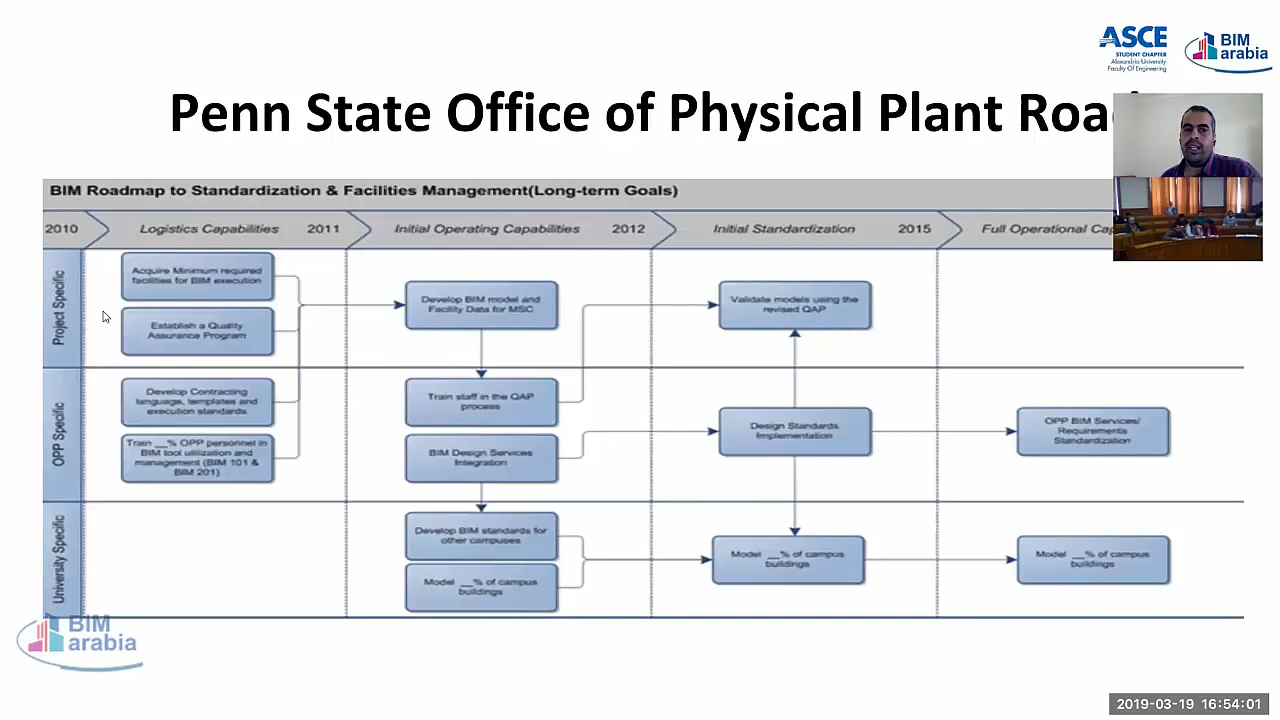 ASCE
STUDENT CHAPTER
Alexandria University
Faculty Of Engineering
BIM
arabia
Penn State Office of Physical Plant
BIM Roadmap to Standardization & Facilities Management(Long-term Goals)
2010
Logistics Capabilities
2011
Initial Operating Capabilities
2012
Initial Standardization
2015
Full Operational
Project Specific
Acquire Minimum required
facilities for BIM execution
Establish a Quality
Assurance Program
Develop BIM model and
Facility Data for MSC
Validate models using the
revised QAP
OPP Specific
Develop Contracting
language, templates and
execution standards
Train __% OPP personnel in
BIM tool utilization and
management (BIM 101 &
BIM 201)
Train staff in the QAP
process
BIM Design Services
Integration
Design Standards
Implementation
OPP BIM Services/
Requirements
Standardization
University Specific
Develop BIM standards for
other campuses
Model __% of campus
buildings
Model __% of campus
buildings
Model __% of campus
buildings
BIM
arabia
2019-03-19 16:54:01